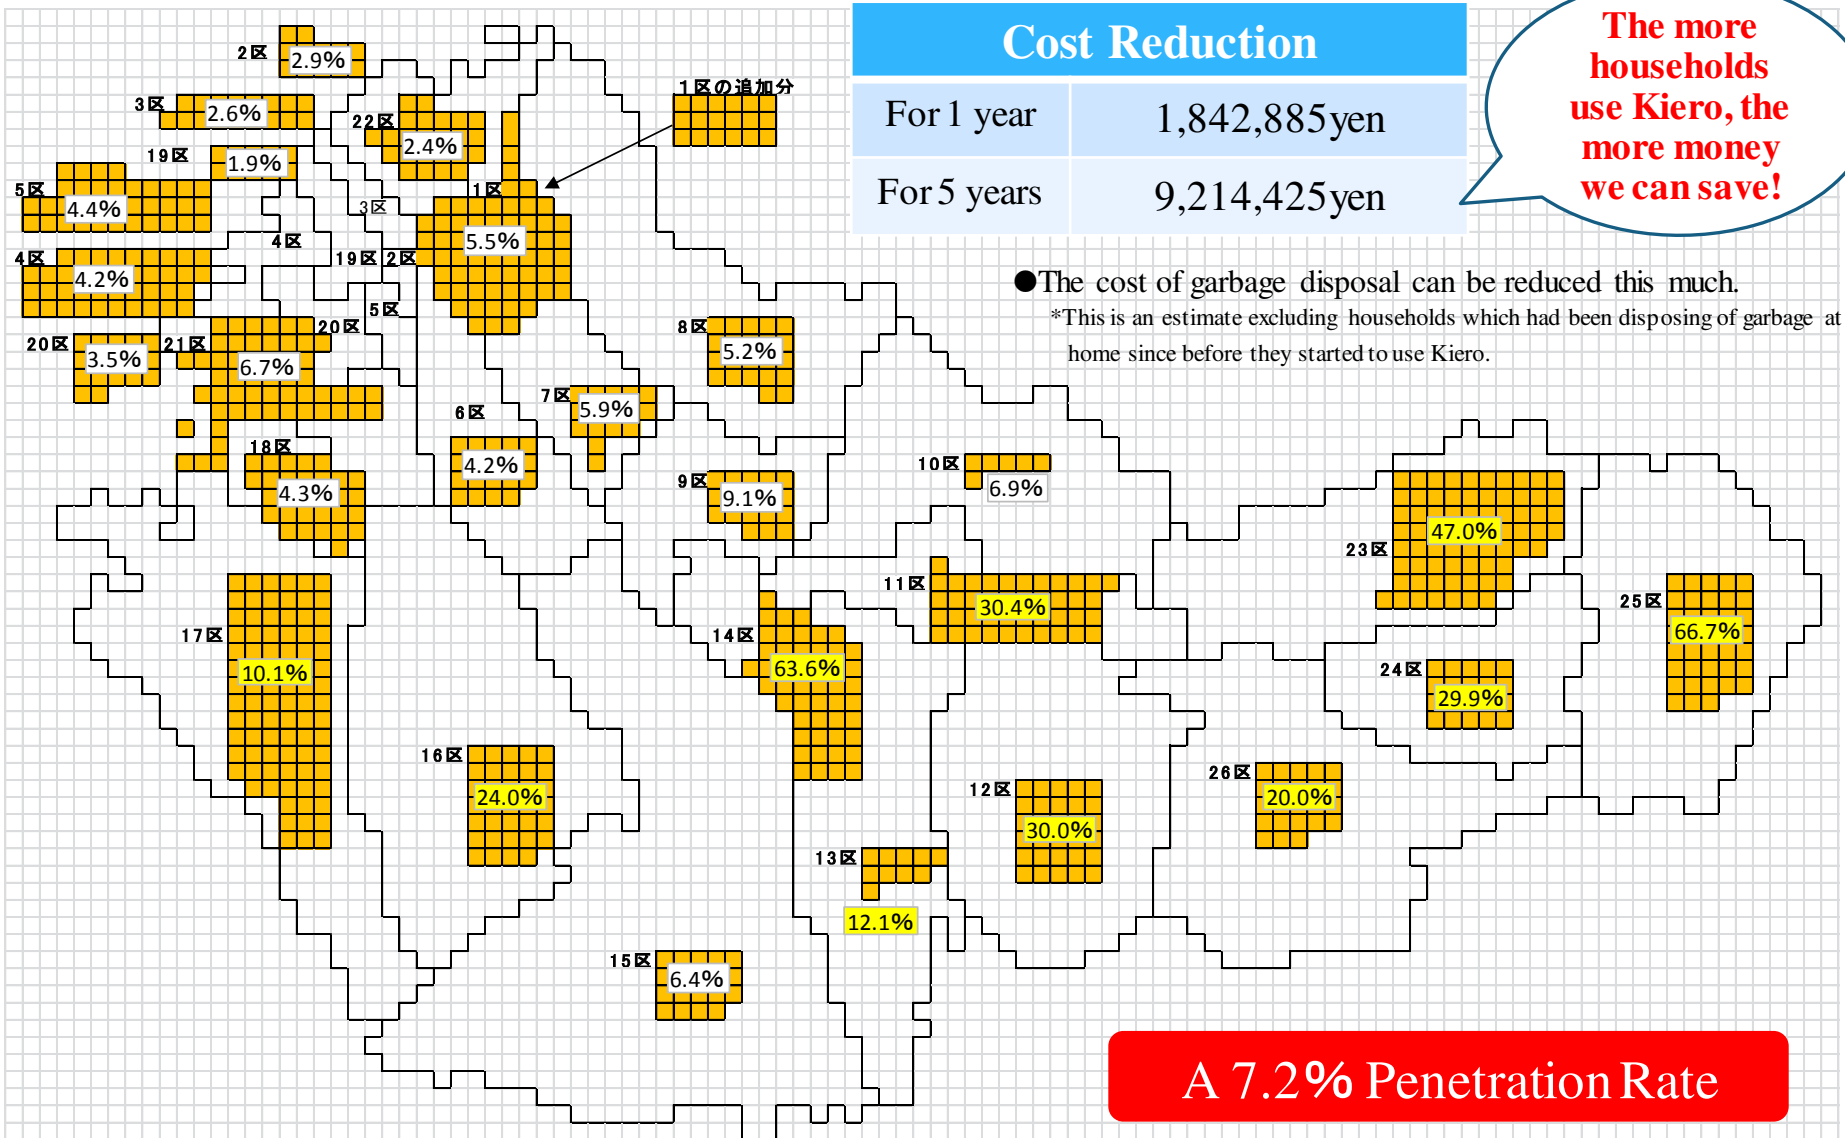 Cost Reduction
For 1 year 1,842,885yen
For 5 years 9,214,425yen
The more
households
use Kiero, the
more money
we can save!
●The cost of garbage disposal can be reduced this much.
*This is an estimate excluding households which had been disposing of garbage at
home since before they started to use Kiero.
2区
2.9%
1区の追加分
3区
2.6%
22区
2.4%
19区
1.9%
5区
4.4%
1区
3区
5.5%
4区
19区 2区
4区
4.2%
5区
20区
20区
3.5%
21区
6.7%
8区
5.2%
7区
5.9%
6区
4.2%
18区
4.3%
9区
9.1%
10区
6.9%
23区
47.0%
11区
30.4%
25区
66.7%
17区
10.1%
14区
63.6%
24区
29.9%
16区
24.0%
12区
30.0%
26区
20.0%
13区
12.1%
15区
6.4%
A 7.2% Penetration Rate